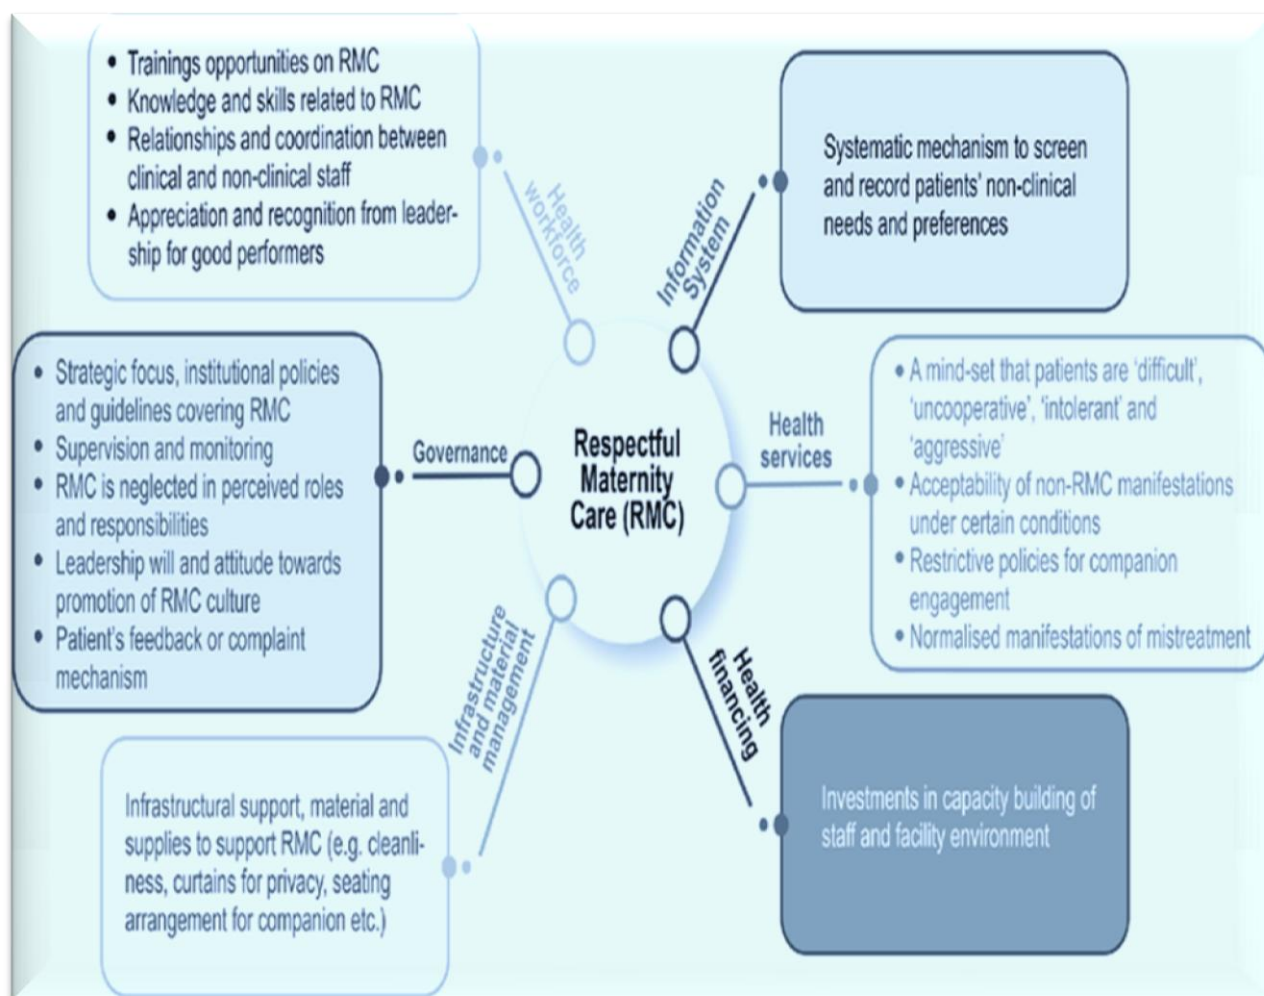 • Trainings opportunities on RMC
• Knowledge and skills related to RMC
• Relationships and coordination between
clinical and non-clinical staff
• Appreciation and recognition from leader-
ship for good performers
Health
workforce
Information
System
Systematic mechanism to screen
and record patients' non-clinical
needs and preferences
• Strategic focus, institutional policies
and guidelines covering RMC
• Supervision and monitoring
• RMC is neglected in perceived roles
and responsibilities
• Leadership will and attitude towards
promotion of RMC culture
• Patient's feedback or complaint
mechanism
Governance
Respectful
Maternity
Care (RMC)
Health
services
• A mind-set that patients are 'difficult',
'uncooperative', 'intolerant' and
'aggressive'
• Acceptability of non-RMC manifestations
under certain conditions
• Restrictive policies for companion
engagement
• Normalised manifestations of mistreatment
Infrastructure
and material
management
Infrastructural support, material and
supplies to support RMC (e.g. cleanli-
ness, curtains for privacy, seating
arrangement for companion etc.)
Health
financing
Investments in capacity building of
staff and facility environment